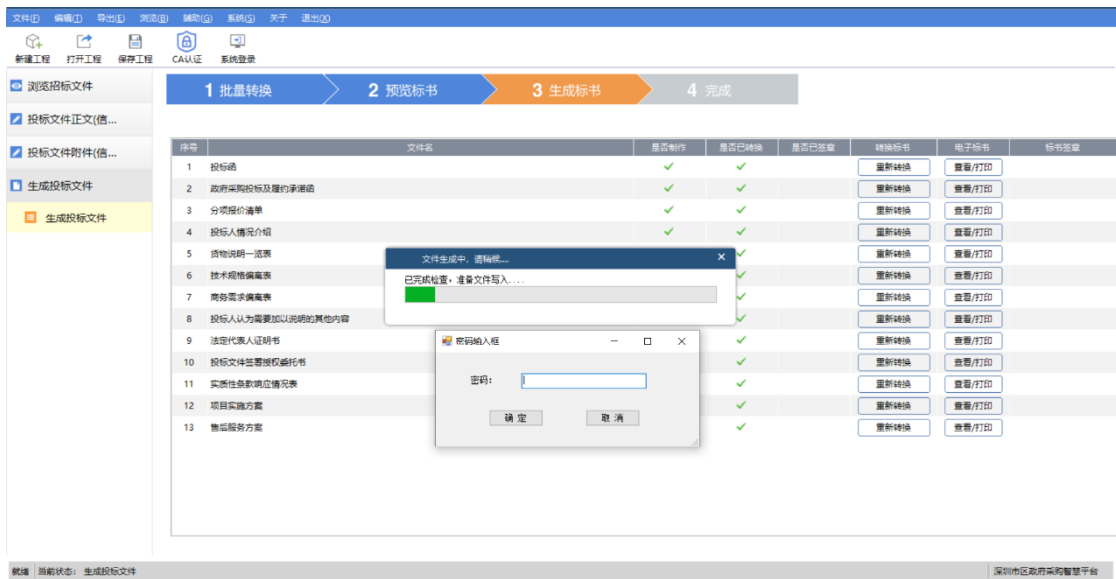 文件(F) 编辑(T) 导出(E) 浏览(B) 辅助(G) 系统(S) 关于 退出(X)
新建工程 打开工程 保存工程 CA认证 系统登录
浏览招标文件
投标文件正文(信...
投标文件附件(信...
生成投标文件
生成投标文件
1 批量转换 2 预览标书 3 生成标书 4 完成
序号 文件名 是否制作 是否已转换 是否已签章 转换标书 电子标书 标书签章
1 投标函 重新转换 查看/打印
2 政府采购投标及履约承诺函 重新转换 查看/打印
3 分项报价清单 重新转换 查看/打印
4 投标人情况介绍 重新转换 查看/打印
5 货物说明一览表 重新转换 查看/打印
6 技术规格偏离表 重新转换 查看/打印
7 商务需求偏离表 重新转换 查看/打印
8 投标人认为需要加以说明的其他内容 重新转换 查看/打印
9 法定代表人证明书 重新转换 查看/打印
10 投标文件签署授权委托书 重新转换 查看/打印
11 实质性条款响应情况表 重新转换 查看/打印
12 项目实施方案 重新转换 查看/打印
13 售后服务方案 重新转换 查看/打印
文件生成中，请稍候....
已完成检查，准备文件写入....
密码输入框
密码：
确 定 取 消
就绪 当前状态： 生成投标文件 深圳市区政府采购智慧平台